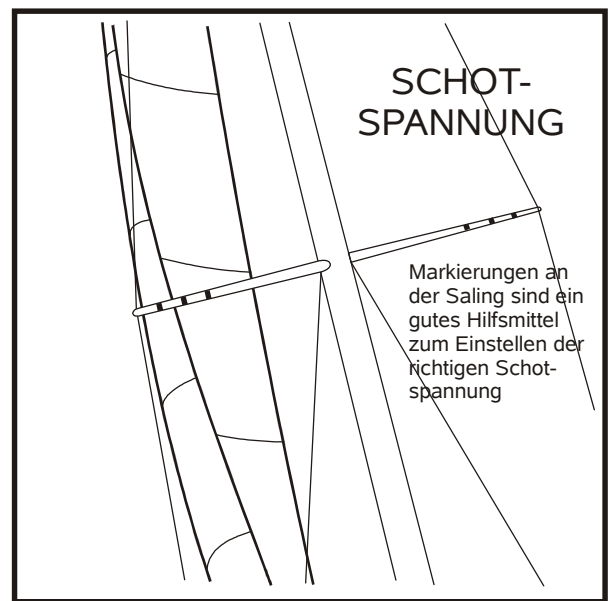 SCHOT-
SPANNUNG
Markierungen an
der Saling sind ein
gutes Hilfsmittel
zum Einstellen der
richtigen Schot-
spannung